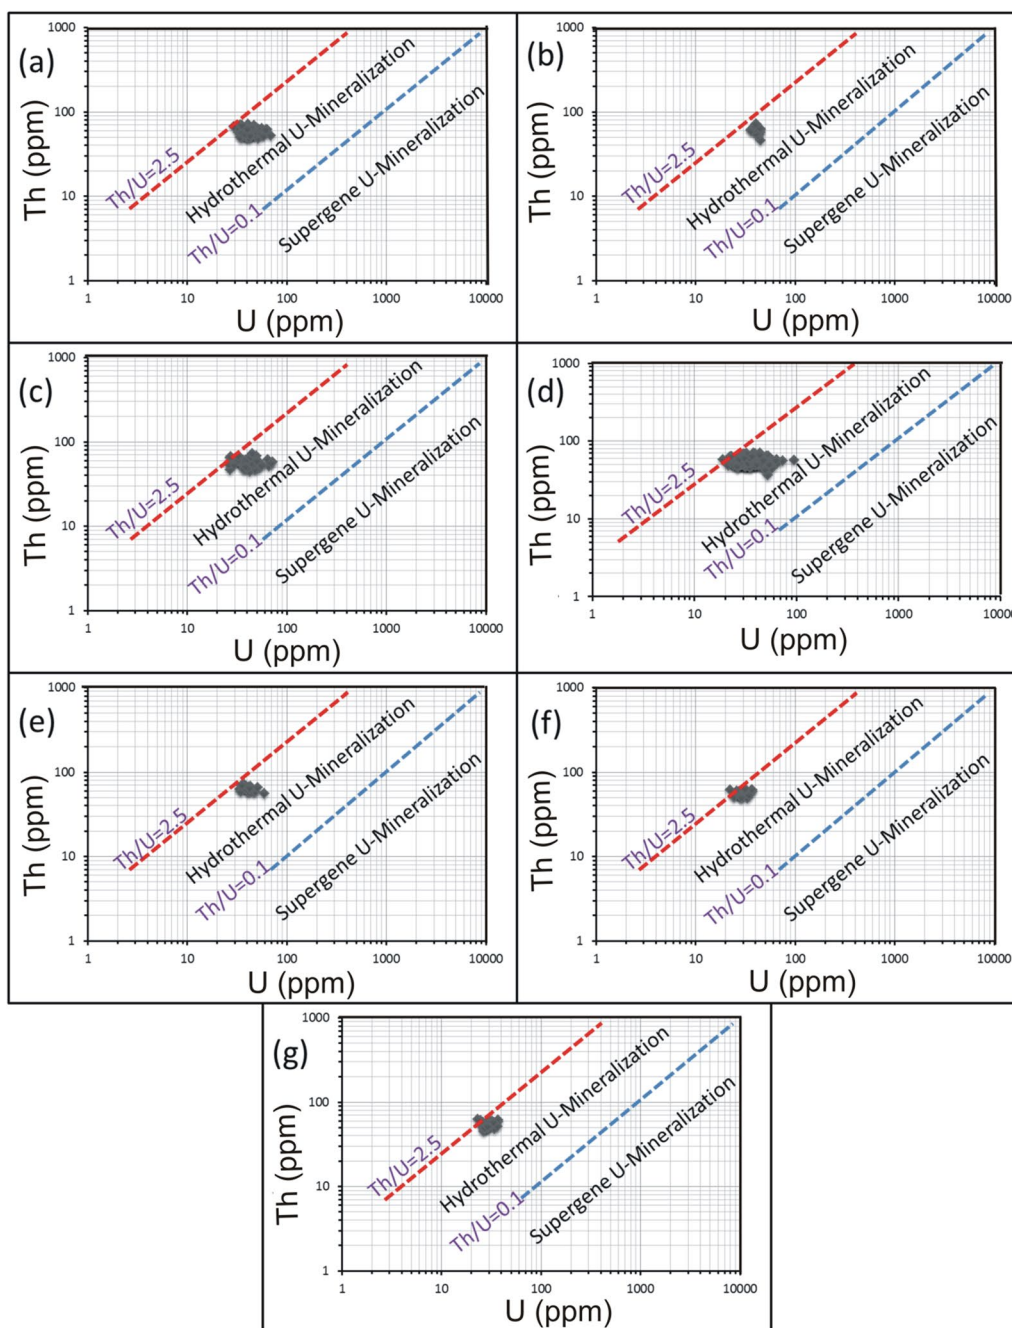 (a)
1000
100
10
1
Th (ppm)
Th/U=2.5
Hydrothermal U-Mineralization
Th/U=0.1
Supergene U-Mineralization
1 10 100 1000 10000
U (ppm)
(b)
1000
100
10
1
Th (ppm)
Th/U=2.5
Hydrothermal U-Mineralization
Th/U=0.1
Supergene U-Mineralization
1 10 100 1000 10000
U (ppm)
(c)
1000
100
10
1
Th (ppm)
Th/U=2.5
Hydrothermal U-Mineralization
Th/U=0.1
Supergene U-Mineralization
1 10 100 1000 10000
U (ppm)
(d)
1000
100
10
1
Th (ppm)
Th/U=2.5
Hydrothermal U-Mineralization
Th/U=0.1
Supergene U-Mineralization
1 10 100 1000 10000
U (ppm)
(e)
1000
100
10
1
Th (ppm)
Th/U=2.5
Hydrothermal U-Mineralization
Th/U=0.1
Supergene U-Mineralization
1 10 100 1000 10000
U (ppm)
(f)
1000
100
10
1
Th (ppm)
Th/U=2.5
Hydrothermal U-Mineralization
Th/U=0.1
Supergene U-Mineralization
1 10 100 1000 10000
U (ppm)
(g)
1000
100
10
1
Th (ppm)
Th/U=2.5
Hydrothermal U-Mineralization
Th/U=0.1
Supergene U-Mineralization
1 10 100 1000 10000
U (ppm)